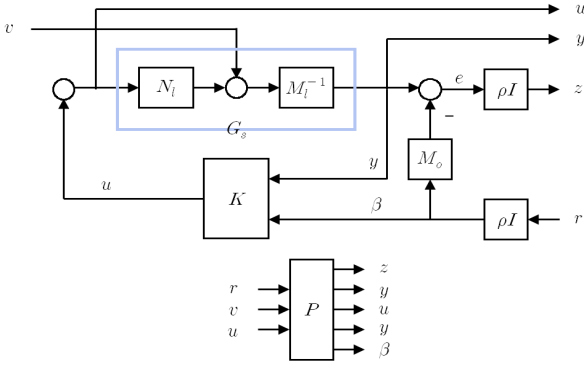 u
v
y
N_l
M_l^{-1}
e
ρI
z
G_s
−
y
M_o
u
K
β
ρI
r
z
r
y
v
P
u
u
y
β